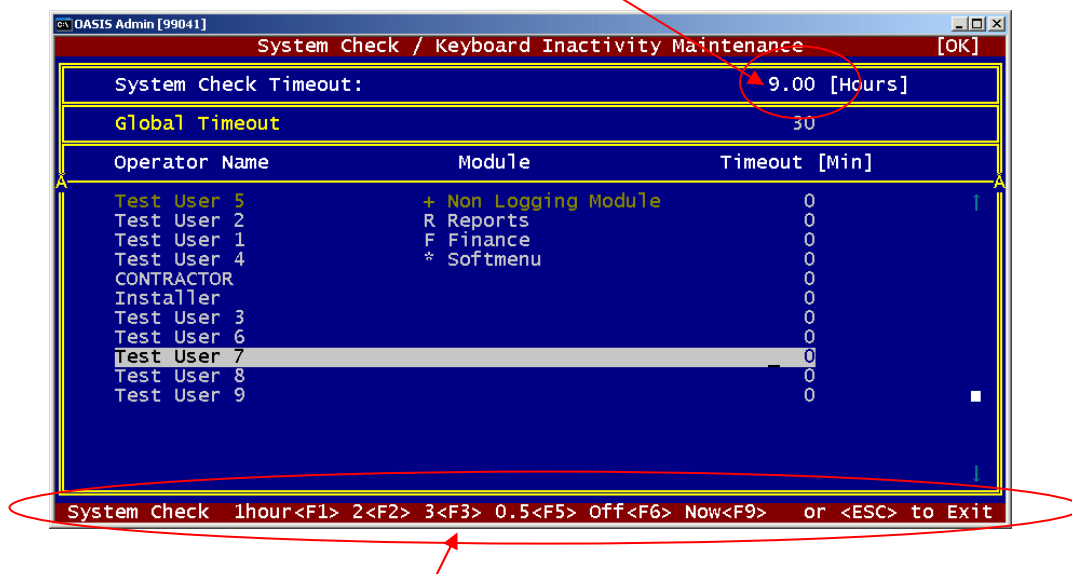 OASIS Admin [99041]
System Check / Keyboard Inactivity Maintenance [OK]
System Check Timeout: 9.00 [Hours]
Global Timeout 30
Operator Name Module Timeout [Min]
Test User 5 + Non Logging Module 0
Test User 2 R Reports 0
Test User 1 F Finance 0
Test User 4 * Softmenu 0
CONTRACTOR 0
Installer 0
Test User 3 0
Test User 6 0
Test User 7 _ 0
Test User 8 0
Test User 9 0
System Check 1hour<F1> 2<F2> 3<F3> 0.5<F5> Off<F6> Now<F9> or <ESC> to Exit